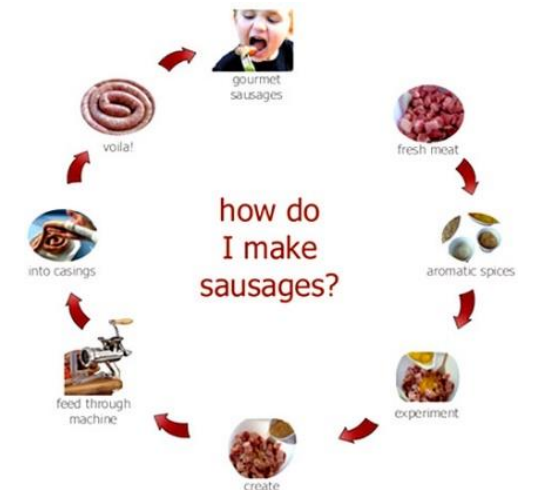 how do
I make
sausages?
fresh meat
aromatic spices
experiment
create
feed through
machine
into casings
voila!
gourmet
sausages